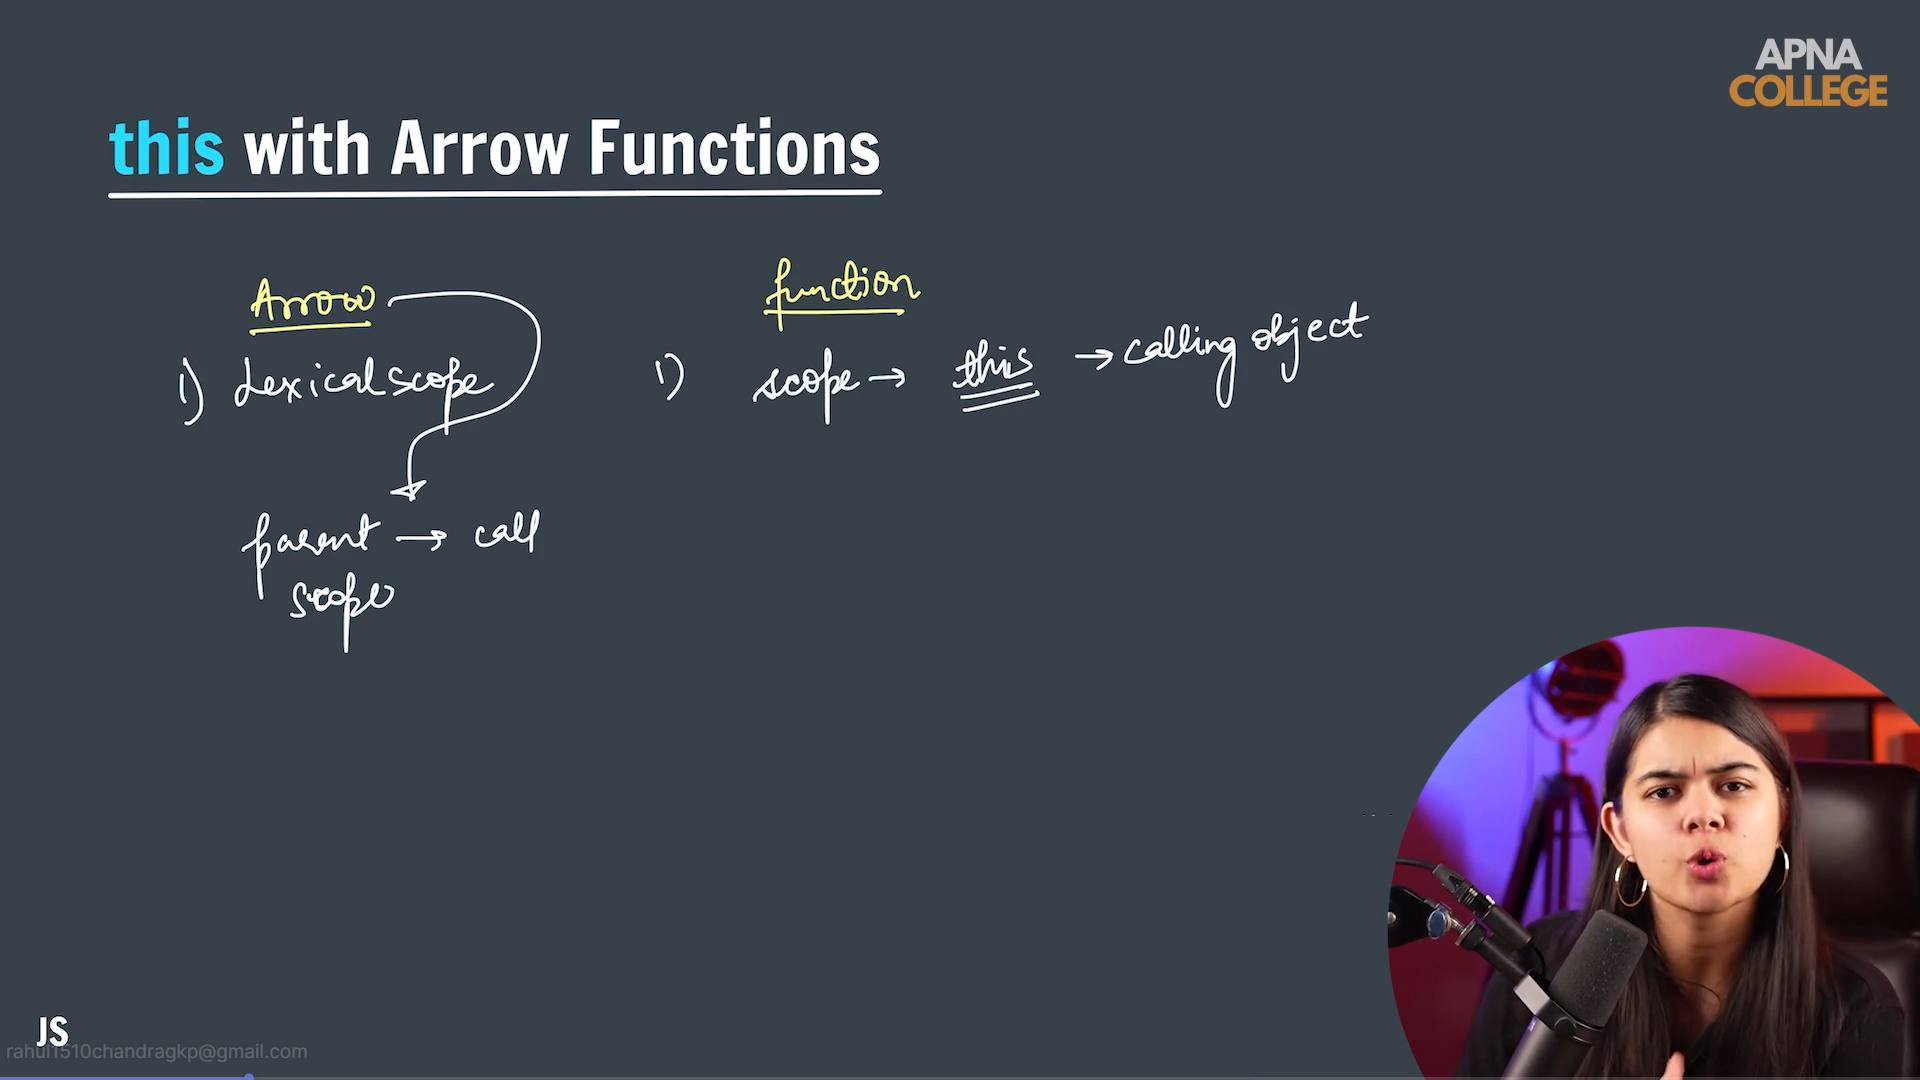 APNA
COLLEGE
this with Arrow Functions
Arrow
function
1) Lexical scope
1) scope → this → calling object
parent → call
scope
JS
rahul1510chandragkp@gmail.com